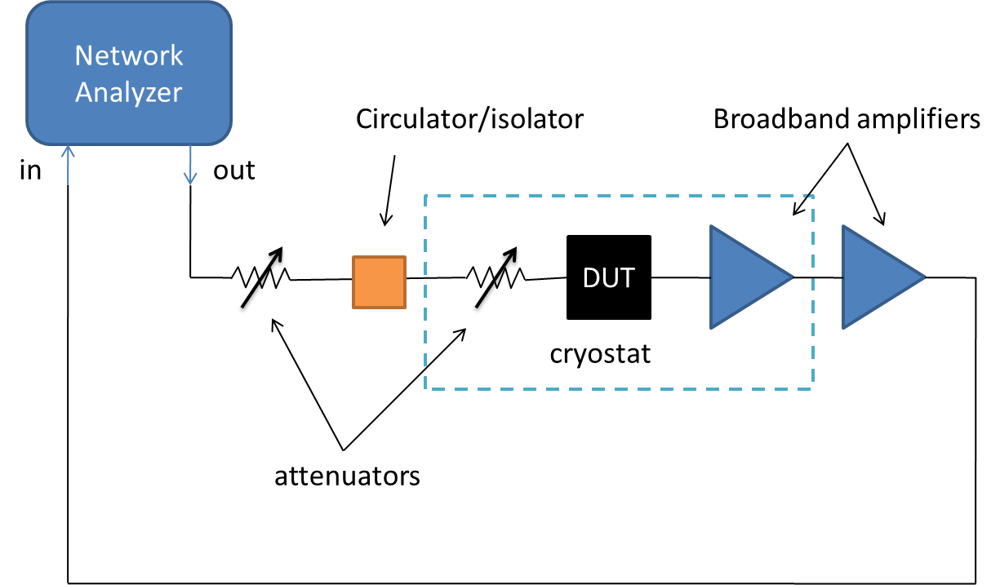 Network
Analyzer
Circulator/isolator
Broadband amplifiers
in
out
DUT
cryostat
attenuators